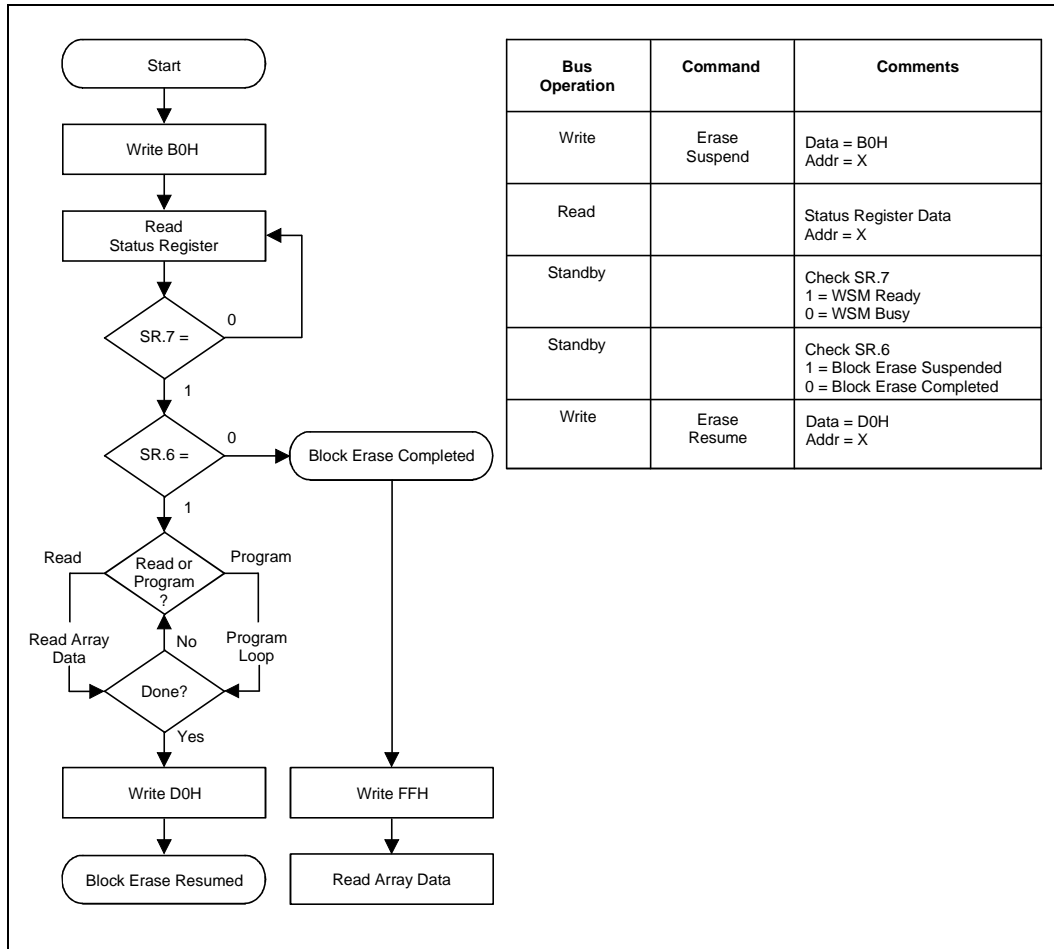 Start
Write B0H
Read
Status Register
SR.7 =
0
1
SR.6 =
0
Block Erase Completed
1
Read
Read or
Program
?
Program
Read Array
Data
No
Program
Loop
Done?
Yes
Write D0H
Write FFH
Block Erase Resumed
Read Array Data
Bus
Operation
Command
Comments
Write
Erase
Suspend
Data = B0H
Addr = X
Read
Status Register Data
Addr = X
Standby
Check SR.7
1 = WSM Ready
0 = WSM Busy
Standby
Check SR.6
1 = Block Erase Suspended
0 = Block Erase Completed
Write
Erase
Resume
Data = D0H
Addr = X